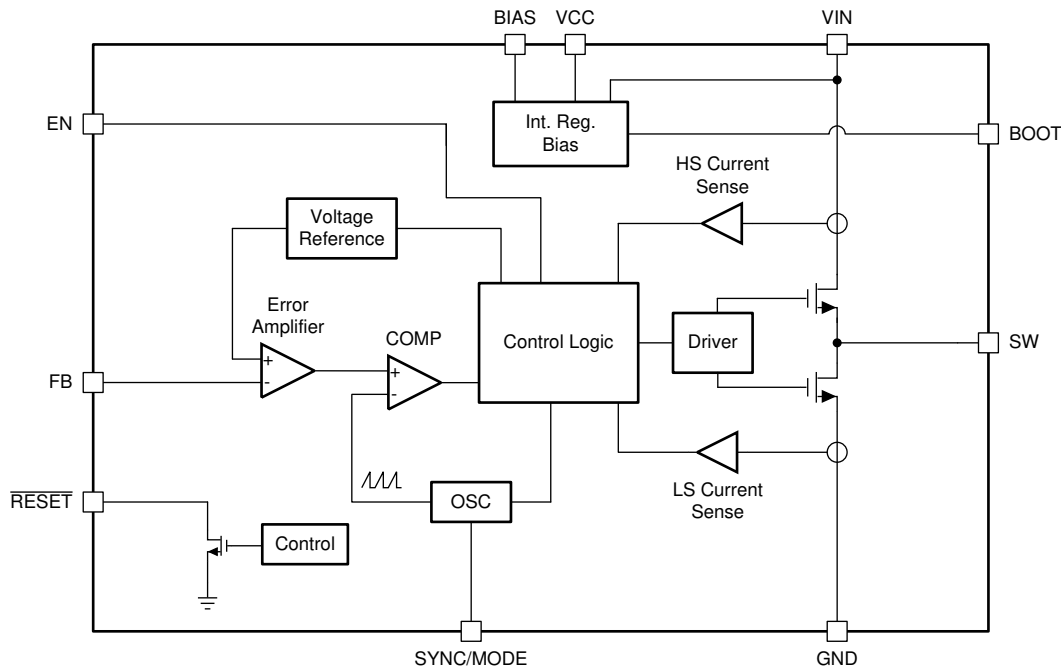 BIAS
VCC
VIN
EN
Int. Reg.
Bias
BOOT
HS Current
Sense
Voltage
Reference
Error
Amplifier
COMP
Control Logic
Driver
SW
+
-
+
-
FB
LS Current
Sense
OSC
RESET
Control
SYNC/MODE
GND